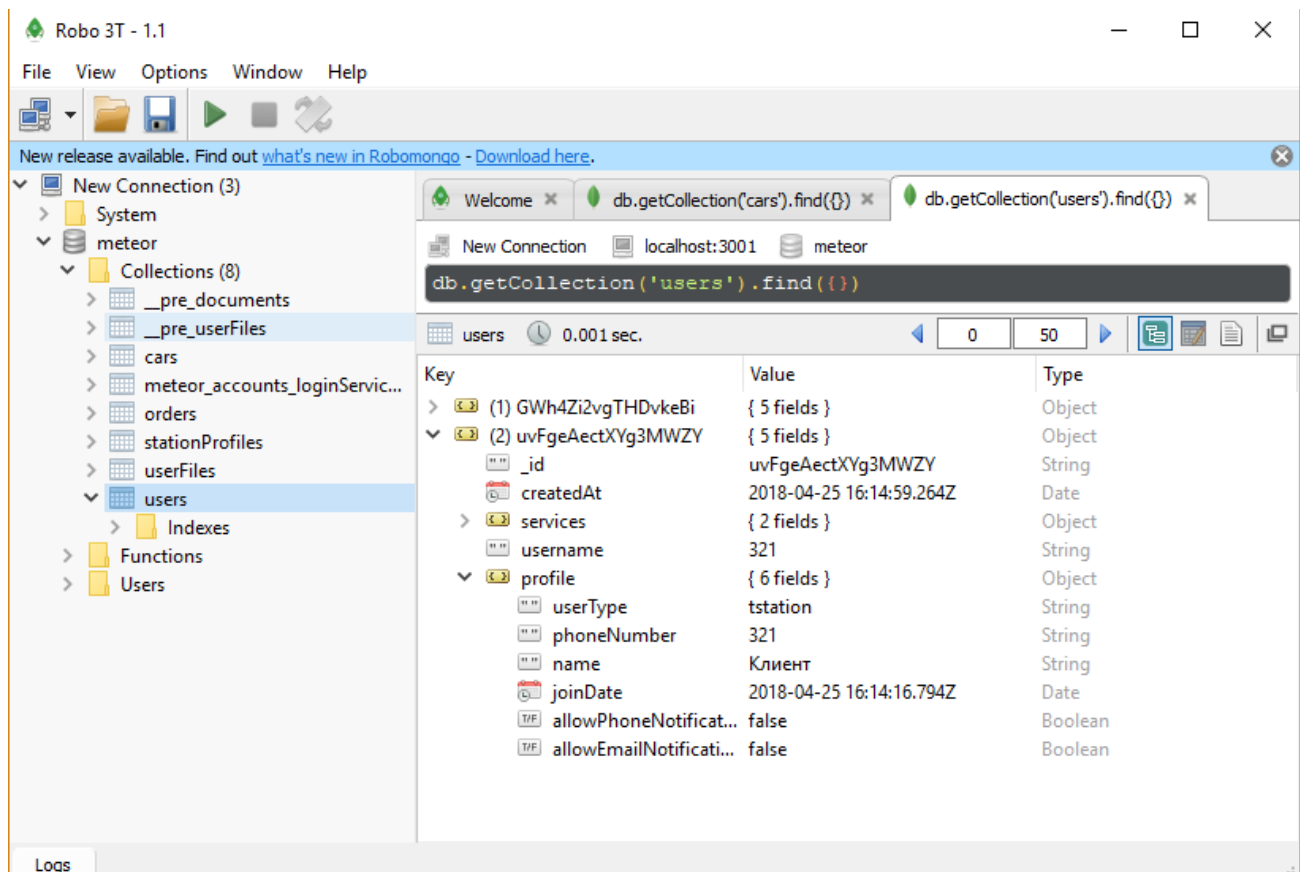 Robo 3T - 1.1
File View Options Window Help
New release available. Find out what's new in Robomongo - Download here.
New Connection (3)
System
meteor
Collections (8)
__pre_documents
__pre_userFiles
cars
meteor_accounts_loginServic...
orders
stationProfiles
userFiles
users
Indexes
Functions
Users
Welcome db.getCollection('cars').find({}) db.getCollection('users').find({})
New Connection localhost:3001 meteor
db.getCollection('users').find({})
users 0.001 sec. 0 50
Key Value Type
(1) GWh4Zi2vgTHDvkeBi { 5 fields } Object
(2) uvFgeAectXYg3MWZY { 5 fields } Object
_id uvFgeAectXYg3MWZY String
createdAt 2018-04-25 16:14:59.264Z Date
services { 2 fields } Object
username 321 String
profile { 6 fields } Object
userType tstation String
phoneNumber 321 String
name Клиент String
joinDate 2018-04-25 16:14:16.794Z Date
T/F allowPhoneNotificat... false Boolean
T/F allowEmailNotificati... false Boolean
Logs